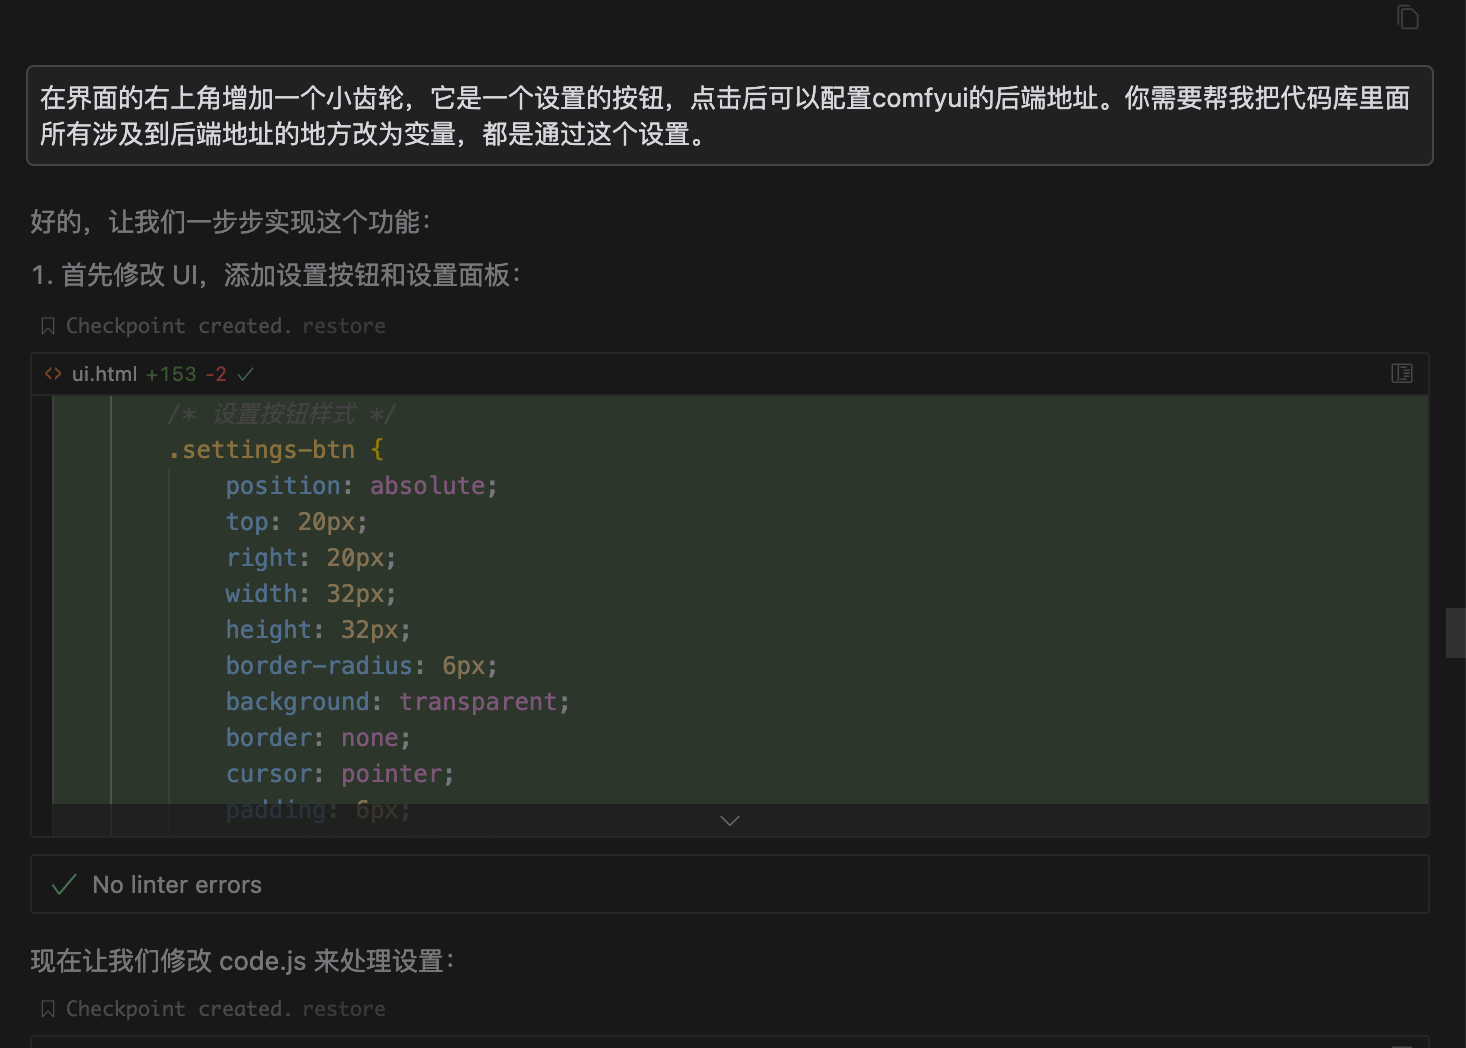 在界面的右上角增加一个小齿轮，它是一个设置的按钮，点击后可以配置comfyui的后端地址。你需要帮我把代码库里面
所有涉及到后端地址的地方改为变量，都是通过这个设置。
好的，让我们一步步实现这个功能：
1. 首先修改 UI，添加设置按钮和设置面板：
Checkpoint created. restore
<> ui.html +153 -2 ✓
/* 设置按钮样式 */
.settings-btn {
position: absolute;
top: 20px;
right: 20px;
width: 32px;
height: 32px;
border-radius: 6px;
background: transparent;
border: none;
cursor: pointer;
padding: 6px;
No linter errors
现在让我们修改 code.js 来处理设置：
Checkpoint created. restore